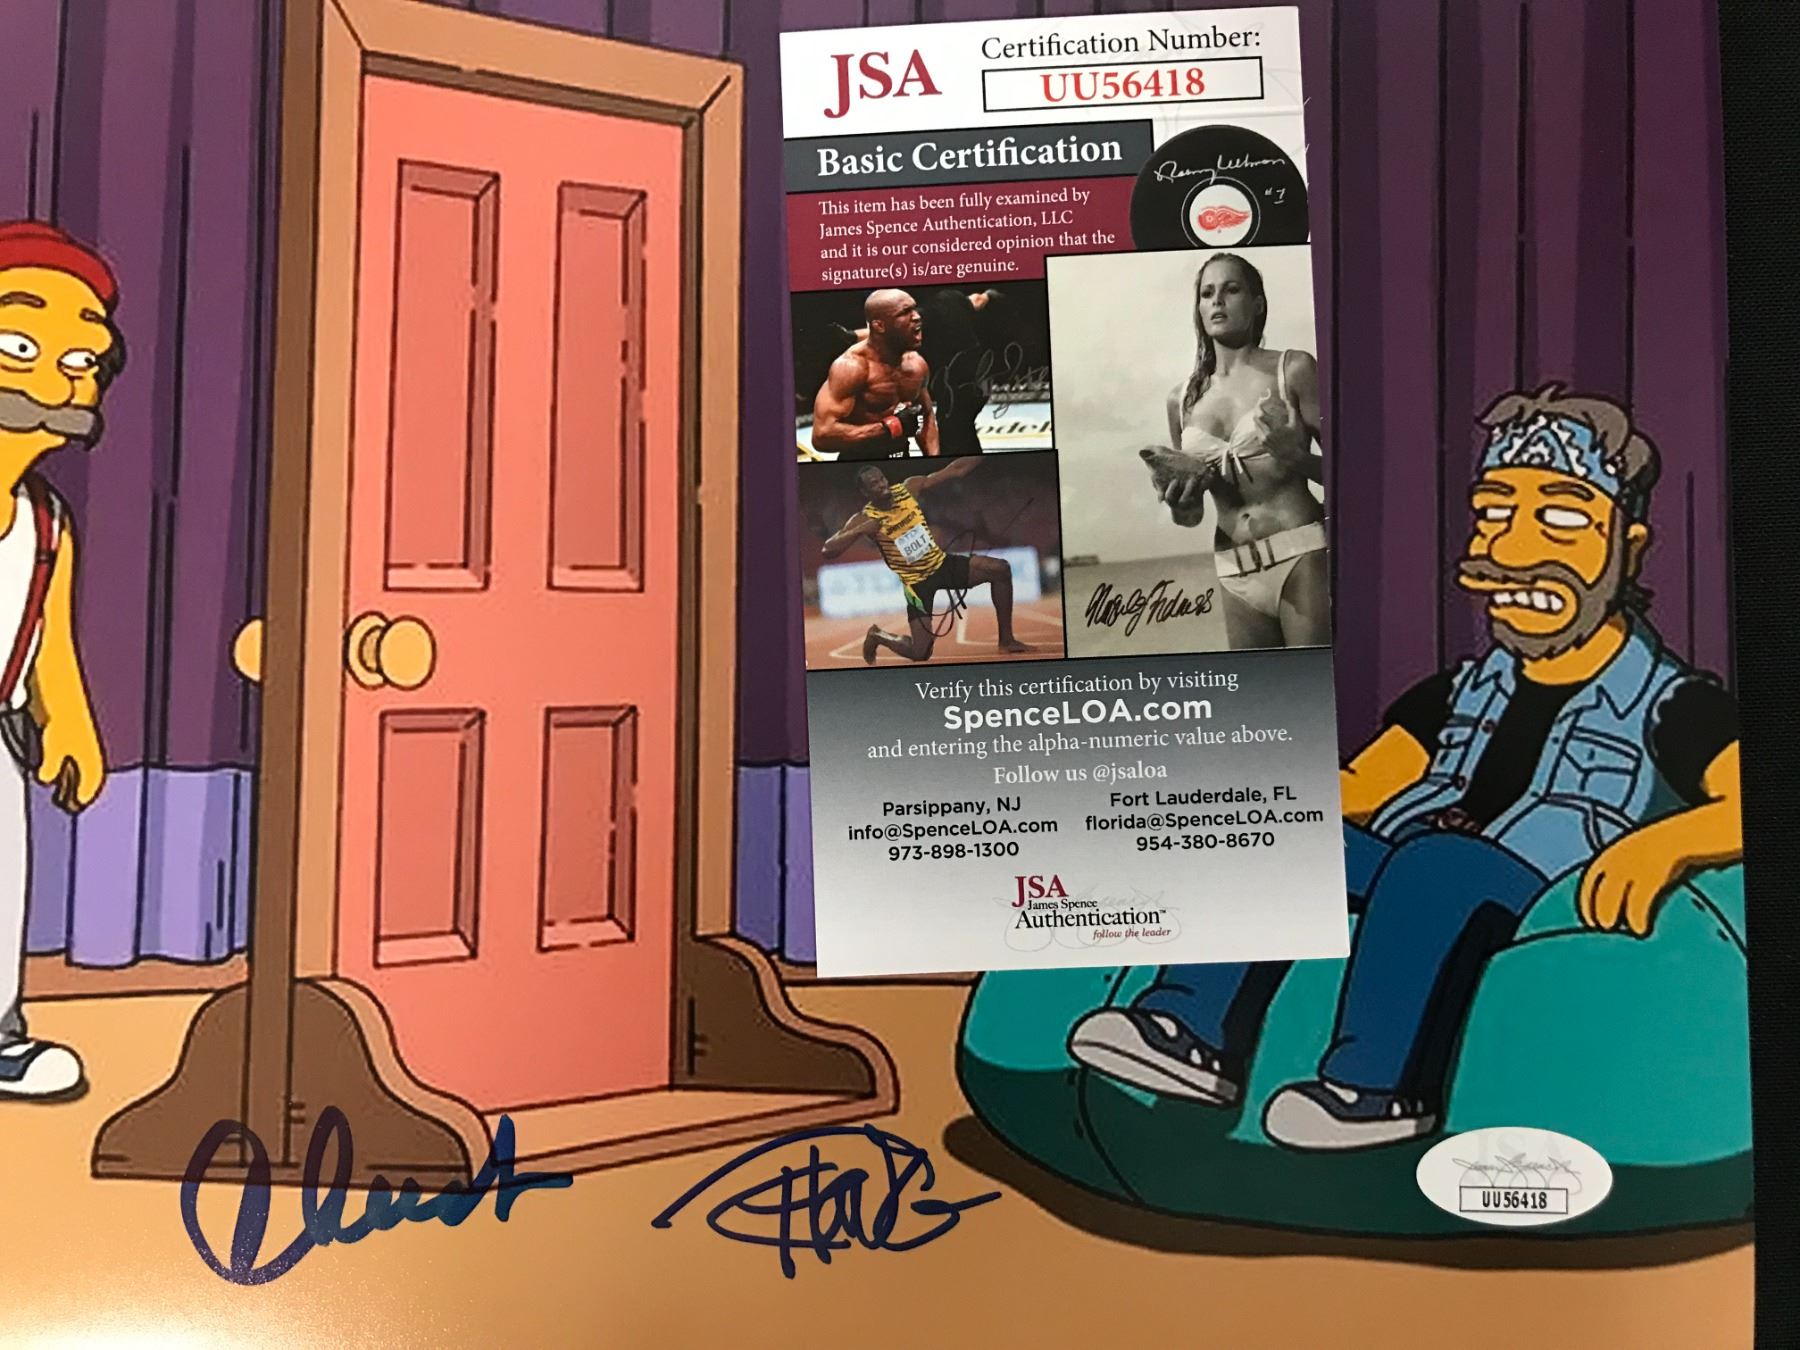 JSA
Certification Number:
UU56418
Basic Certification
This item has been fully examined by
James Spence Authentication, LLC
and it is our considered opinion that the
signature(s) is/are genuine.
BOLT
Verify this certification by visiting
SpenceLOA.com
and entering the alpha-numeric value above.
Follow us @jsaloa
Parsippany, NJ
info@SpenceLOA.com
973-898-1300
Fort Lauderdale, FL
florida@SpenceLOA.com
954-380-8670
JSA
James Spence
Authentication™
follow the leader
JSA
UU56418